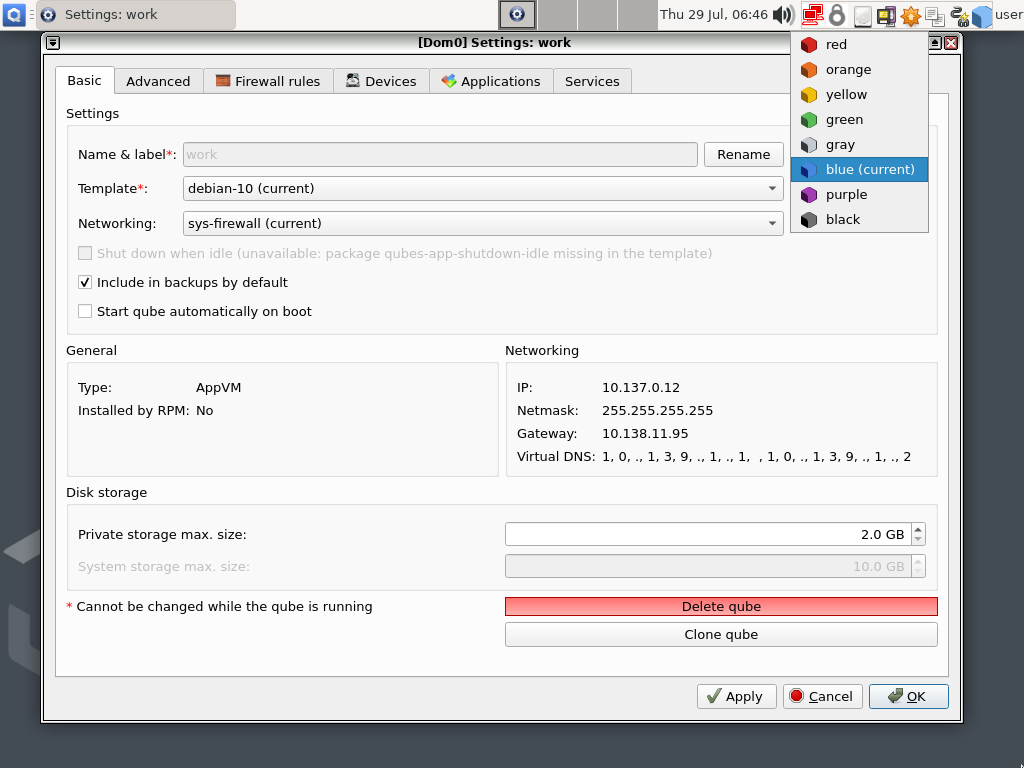 Settings: work
Thu 29 Jul, 06:46
user
[Dom0] Settings: work
Basic
Advanced
Firewall rules
Devices
Applications
Services
red
orange
yellow
green
gray
blue (current)
purple
black
Settings
Name & label*:
work
Rename
Template*:
debian-10 (current)
Networking:
sys-firewall (current)
Shut down when idle (unavailable: package qubes-app-shutdown-idle missing in the template)
Include in backups by default
Start qube automatically on boot
General
Type: AppVM
Installed by RPM: No
Networking
IP: 10.137.0.12
Netmask: 255.255.255.255
Gateway: 10.138.11.95
Virtual DNS: 1, 0, ., 1, 3, 9, ., 1, ., 1, , 1, 0, ., 1, 3, 9, ., 1, ., 2
Disk storage
Private storage max. size: 2.0 GB
System storage max. size: 10.0 GB
* Cannot be changed while the qube is running
Delete qube
Clone qube
Apply
Cancel
OK